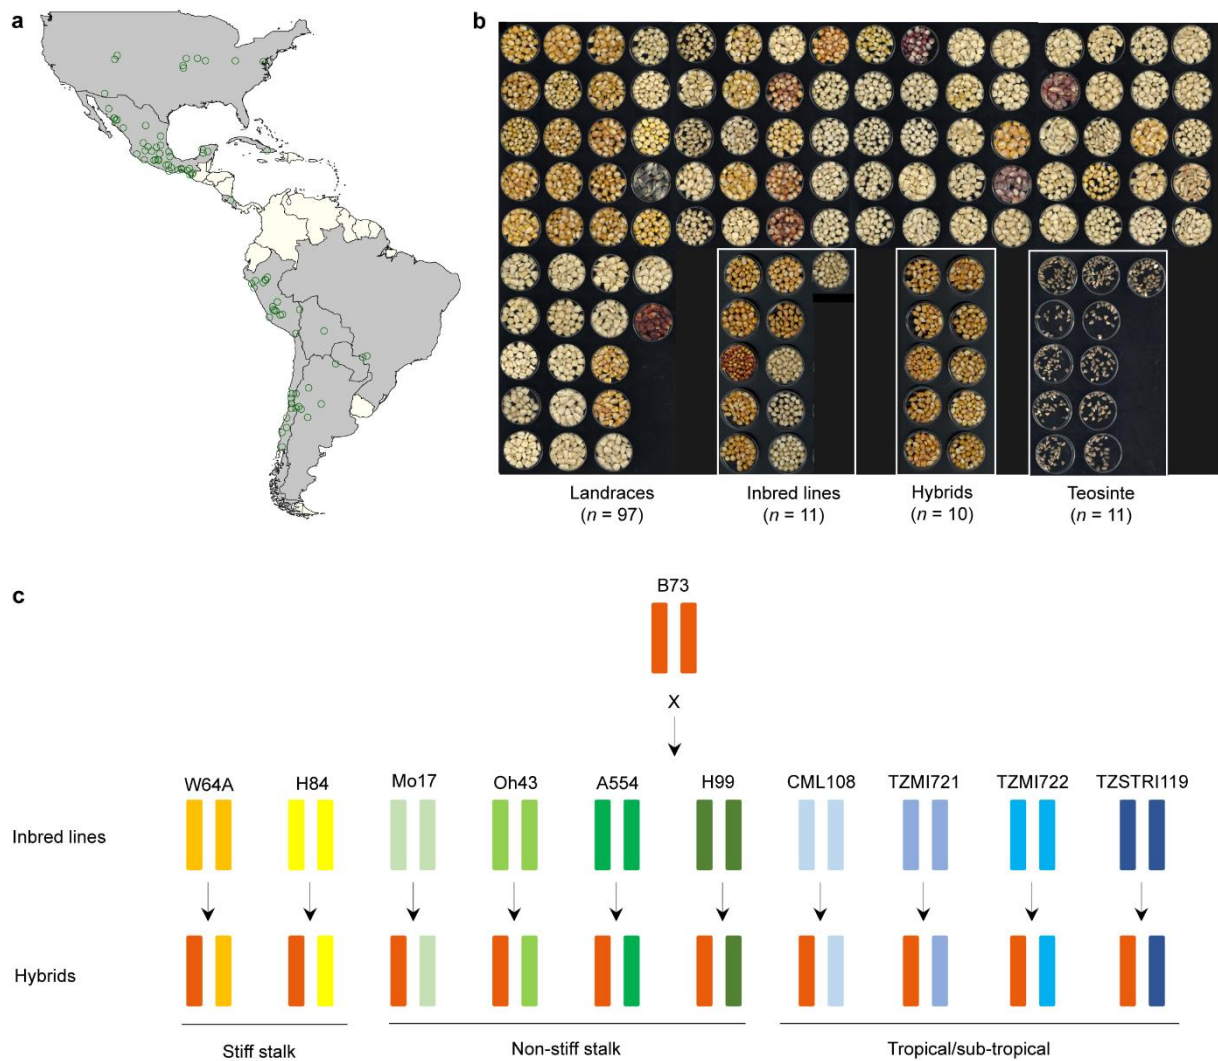 a
b
Landraces Inbred lines Hybrids Teosinte
(n = 97) (n = 11) (n = 10) (n = 11)
c
B73
X
W64A H84 Mo17 Oh43 A554 H99 CML108 TZMI721 TZMI722 TZSTRI119
Inbred lines
Hybrids
Stiff stalk Non-stiff stalk Tropical/sub-tropical